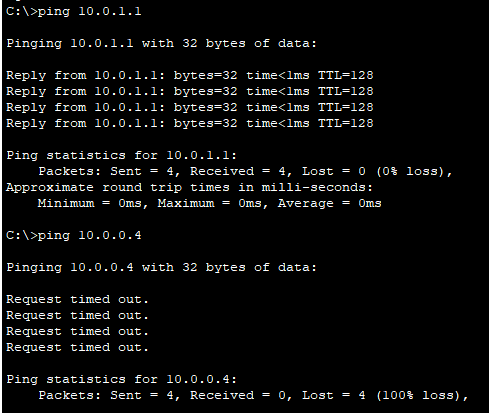 C:\>ping 10.0.1.1
Pinging 10.0.1.1 with 32 bytes of data:
Reply from 10.0.1.1: bytes=32 time<1ms TTL=128
Reply from 10.0.1.1: bytes=32 time<1ms TTL=128
Reply from 10.0.1.1: bytes=32 time<1ms TTL=128
Reply from 10.0.1.1: bytes=32 time<1ms TTL=128
Ping statistics for 10.0.1.1:
    Packets: Sent = 4, Received = 4, Lost = 0 (0% loss),
Approximate round trip times in milli-seconds:
    Minimum = 0ms, Maximum = 0ms, Average = 0ms
C:\>ping 10.0.0.4
Pinging 10.0.0.4 with 32 bytes of data:
Request timed out.
Request timed out.
Request timed out.
Request timed out.
Ping statistics for 10.0.0.4:
    Packets: Sent = 4, Received = 0, Lost = 4 (100% loss),